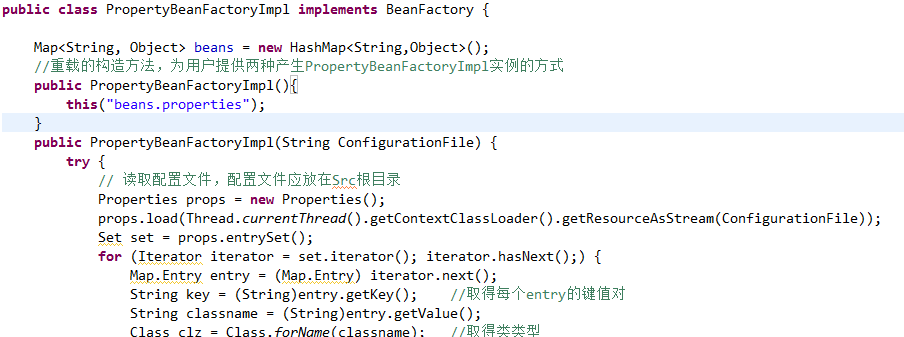 public class PropertyBeanFactoryImpl implements BeanFactory {
Map<String, Object> beans = new HashMap<String,Object>();
//重载的构造方法，为用户提供两种产生PropertyBeanFactoryImpl实例的方式
public PropertyBeanFactoryImpl(){
this("beans.properties");
}
public PropertyBeanFactoryImpl(String ConfigurationFile) {
try {
// 读取配置文件，配置文件应放在Src根目录
Properties props = new Properties();
props.load(Thread.currentThread().getContextClassLoader().getResourceAsStream(ConfigurationFile));
Set set = props.entrySet();
for (Iterator iterator = set.iterator(); iterator.hasNext();) {
Map.Entry entry = (Map.Entry) iterator.next();
String key = (String)entry.getKey(); //取得每个entry的键值对
String classname = (String)entry.getValue();
Class clz = Class.forName(classname); //取得类类型